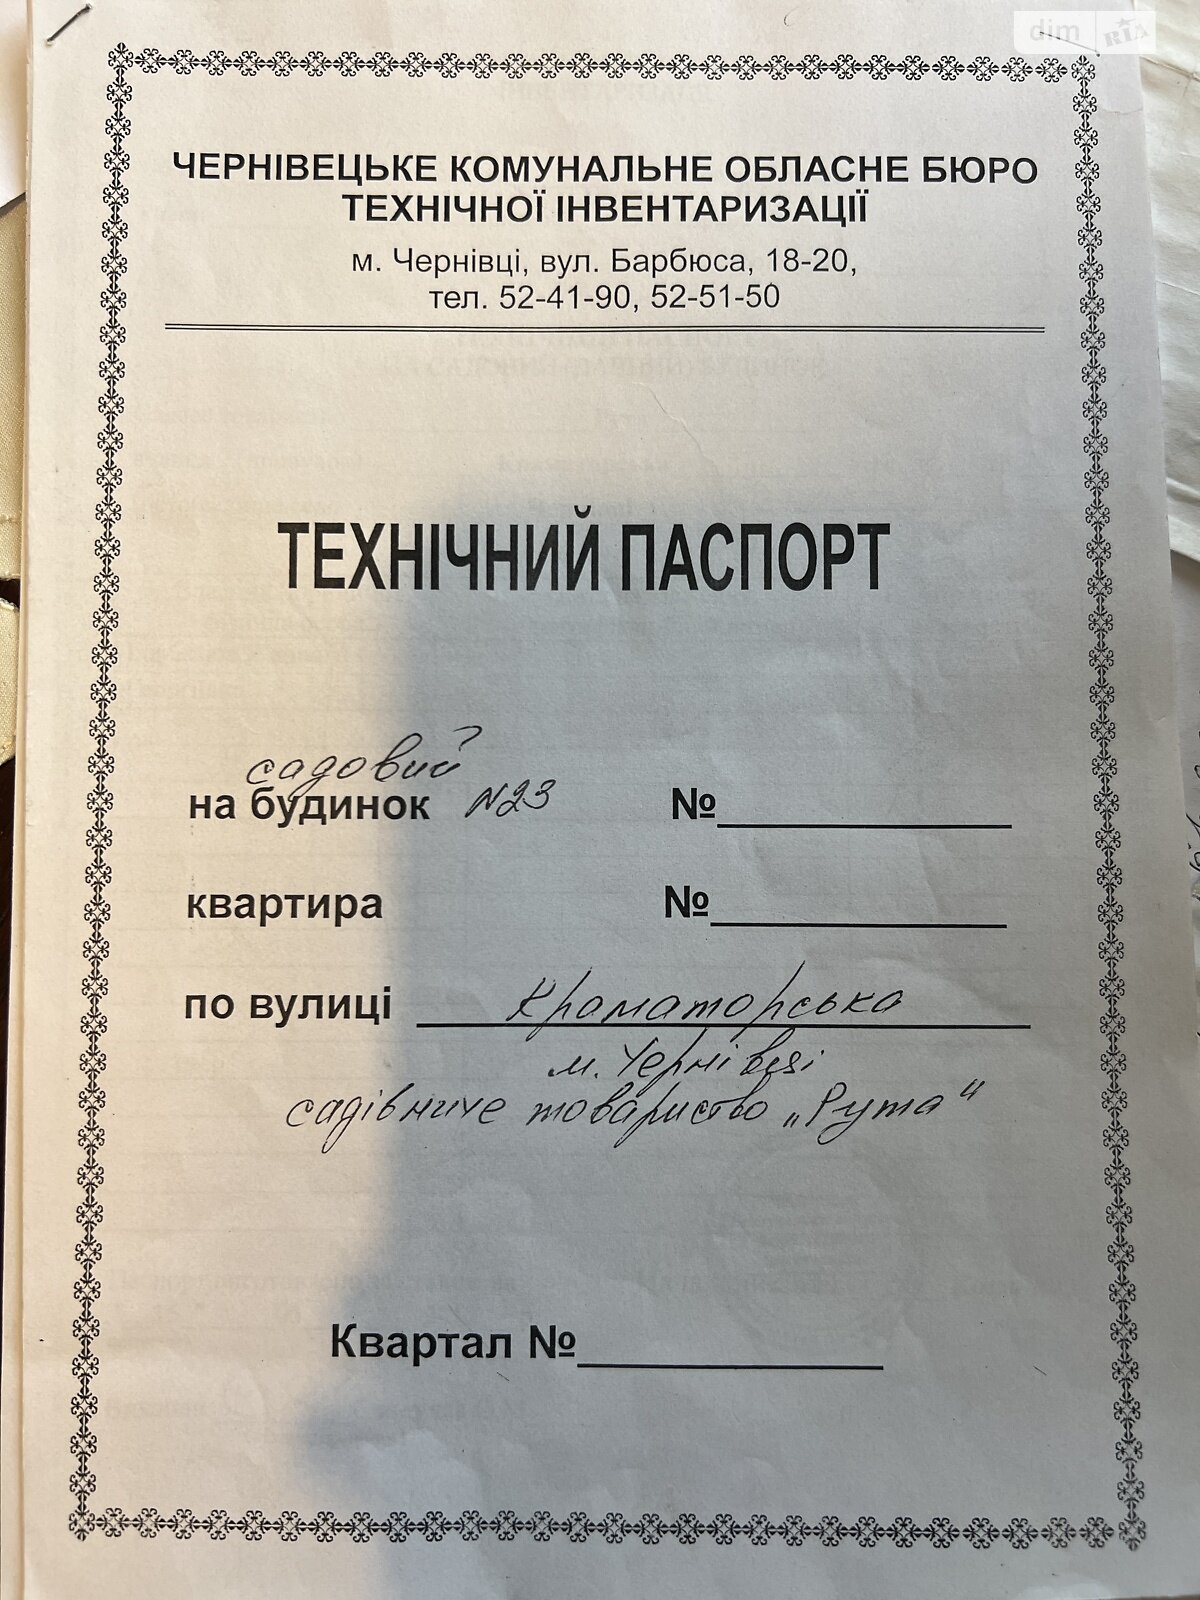 dim RIA
ЧЕРНІВЕЦЬКЕ КОМУНАЛЬНЕ ОБЛАСНЕ БЮРО
ТЕХНІЧНОЇ ІНВЕНТАРИЗАЦІЇ
м. Чернівці, вул. Барбюса, 18-20,
тел. 52-41-90, 52-51-50
ТЕХНІЧНИЙ ПАСПОРТ
садовий
на будинок N23 №
квартира №
по вулиці Краматорська
м. Чернівці
садівниче товариство „Рута“
Квартал №